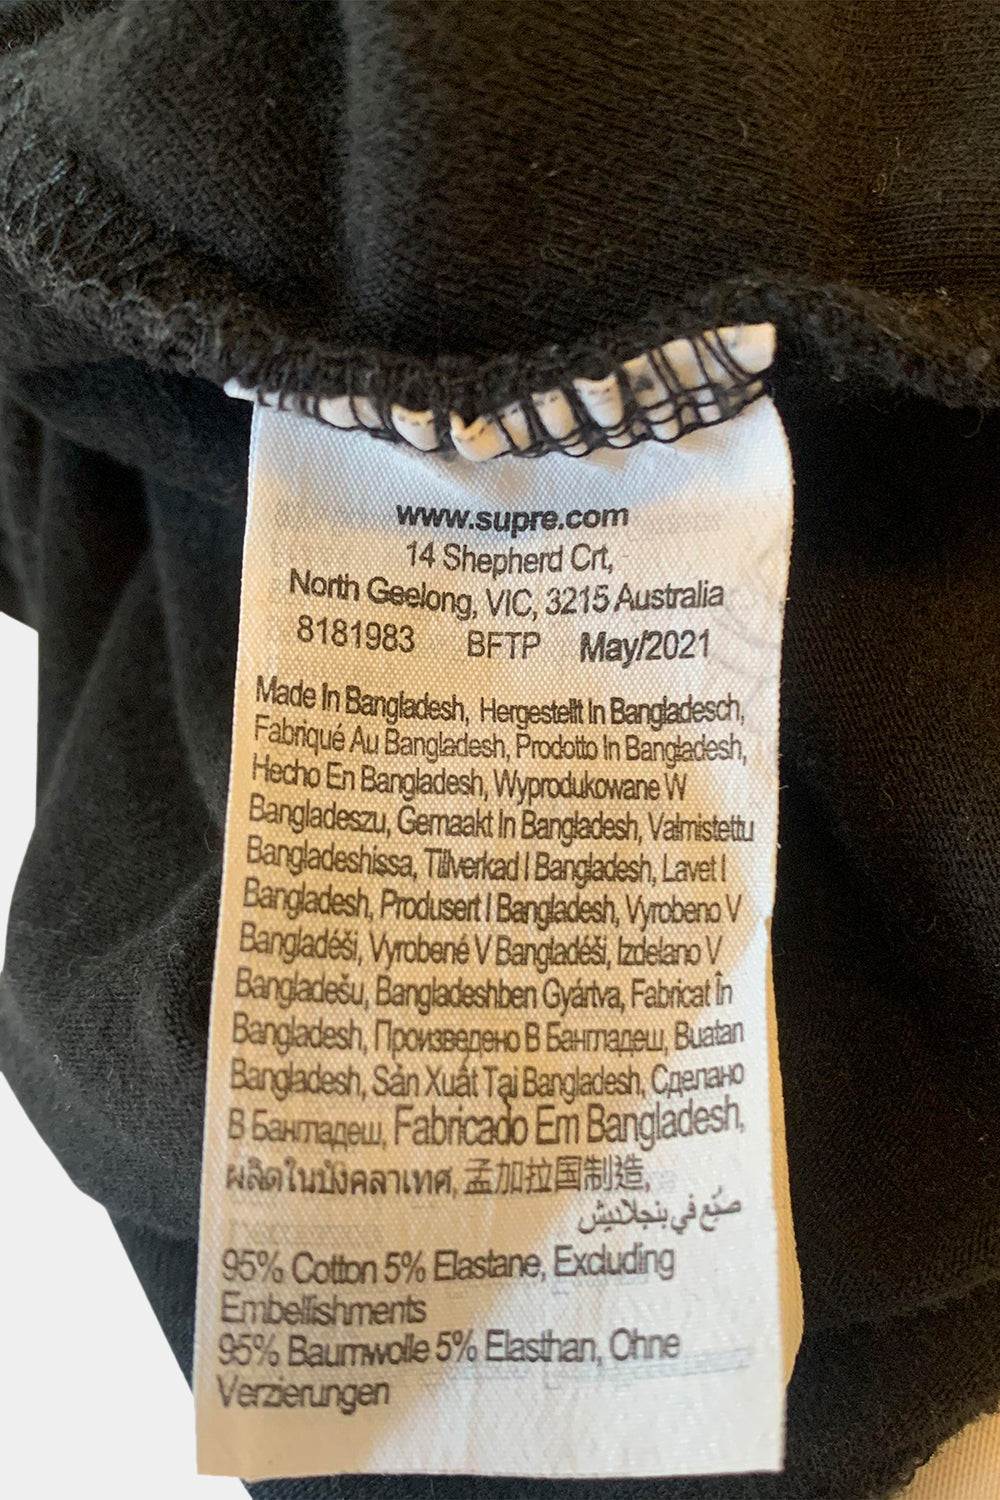 www.supre.com
14 Shepherd Crt,
North Geelong, VIC, 3215 Australia
8181983 BFTP May/2021
Made In Bangladesh, Hergestellt In Bangladesch,
Fabriqué Au Bangladesh, Prodotto In Bangladesh,
Hecho En Bangladesh, Wyprodukowane W
Bangladeszu, Gemaakt In Bangladesh, Valmistettu
Bangladeshissa, Tillverkad I Bangladesh, Lavet I
Bangladesh, Produsert I Bangladesh, Vyrobeno V
Bangladéši, Vyrobené V Bangladéši, Izdelano V
Bangladešu, Bangladeshben Gyártva, Fabricat În
Bangladesh, Произведено В Бангладеш, Buatan
Bangladesh, Sản Xuất Tại Bangladesh, Сделано
В Бангладеш, Fabricado Em Bangladesh,
ผลิตในบังคลาเทศ, 孟加拉国制造,
صُنِع في بنجلاديش
95% Cotton 5% Elastane, Excluding
Embellishments
95% Baumwolle 5% Elasthan, Ohne
Verzierungen